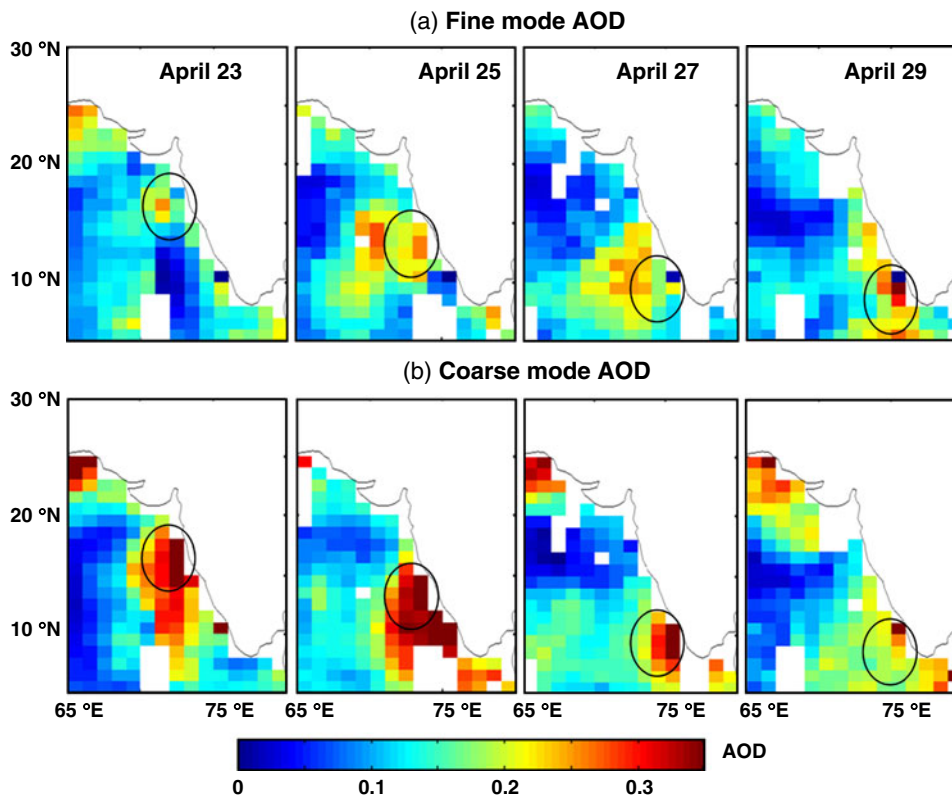 (a) Fine mode AOD
30 °N
20 °N
10 °N
April 23
April 25
April 27
April 29
(b) Coarse mode AOD
30 °N
20 °N
10 °N
65 °E 75 °E 65 °E 75 °E 65 °E 75 °E 65 °E 75 °E
AOD
0 0.1 0.2 0.3